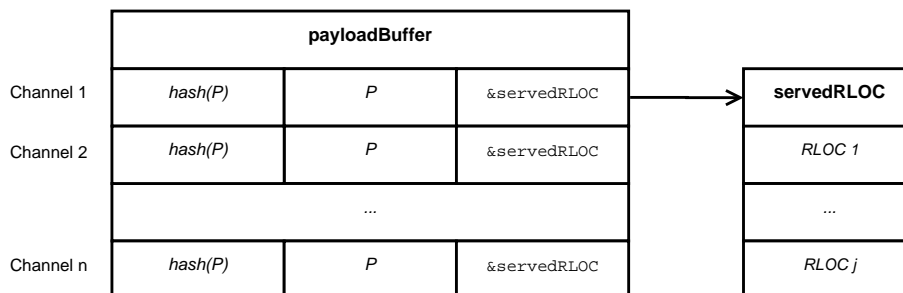 payloadBuffer
Channel 1 hash(P) P &servedRLOC servedRLOC
Channel 2 hash(P) P &servedRLOC RLOC 1
... ...
Channel n hash(P) P &servedRLOC RLOC j